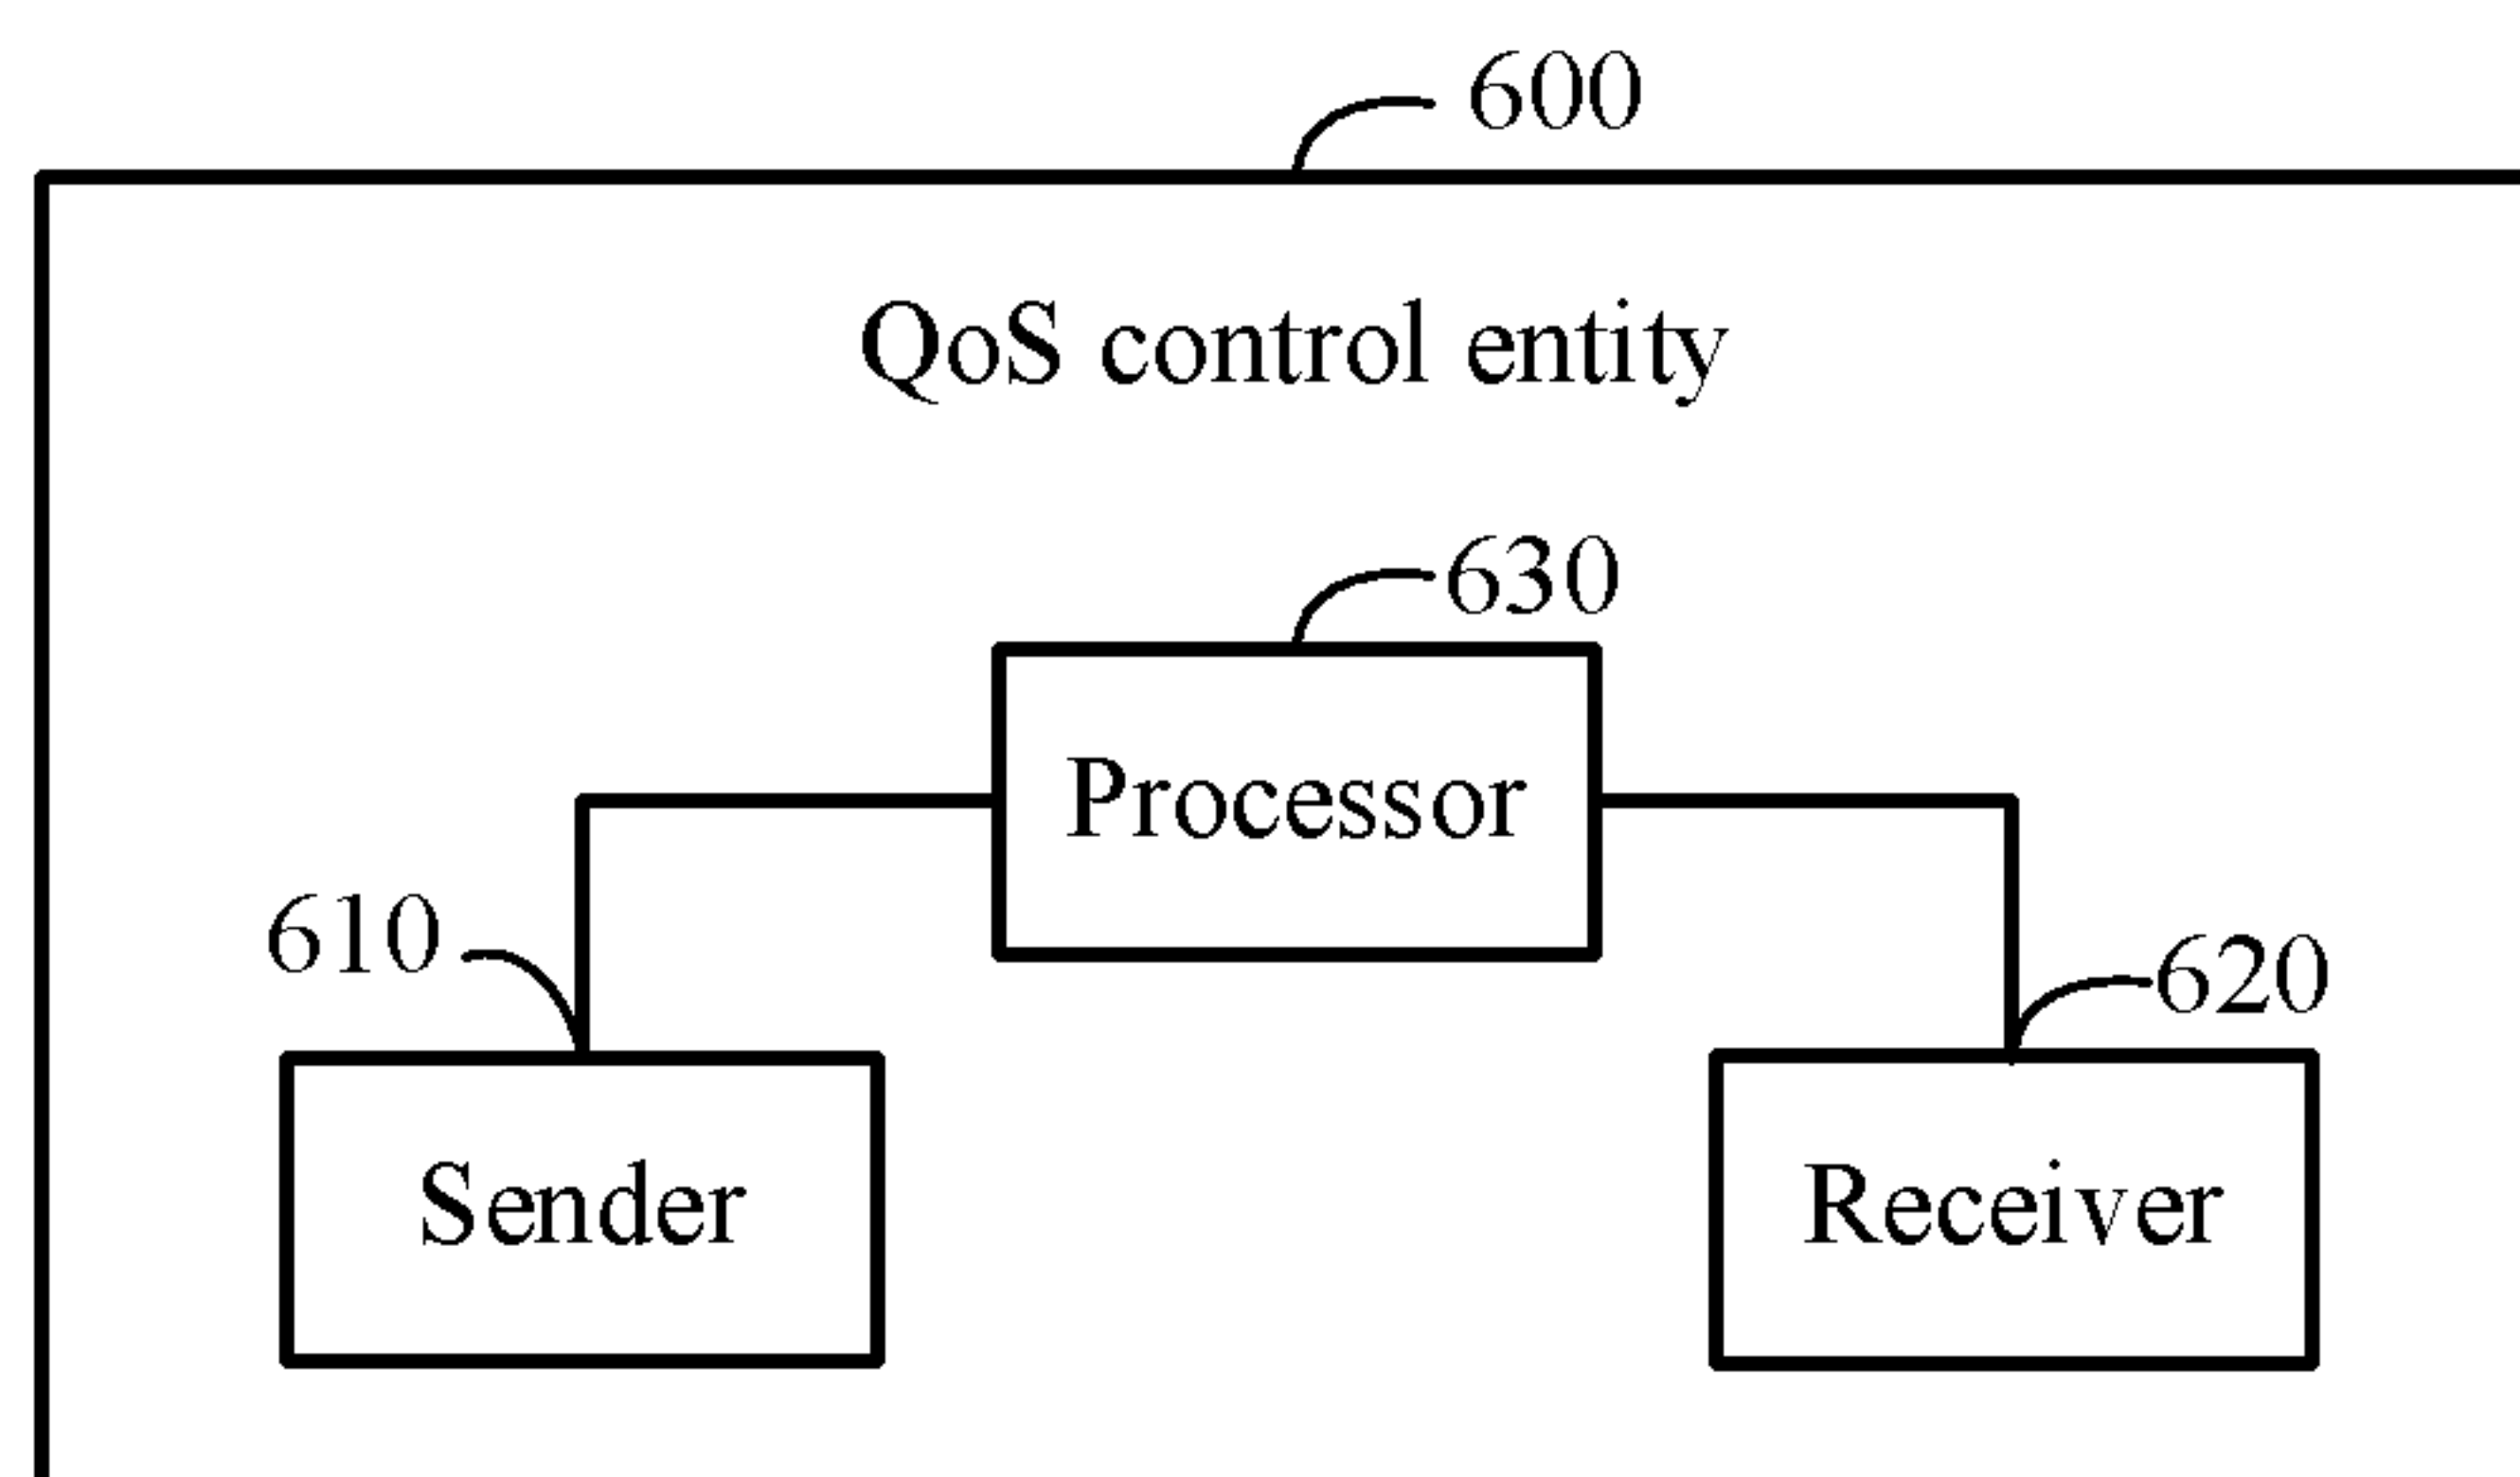 600
QoS control entity
630
Processor
610
620
Sender
Receiver